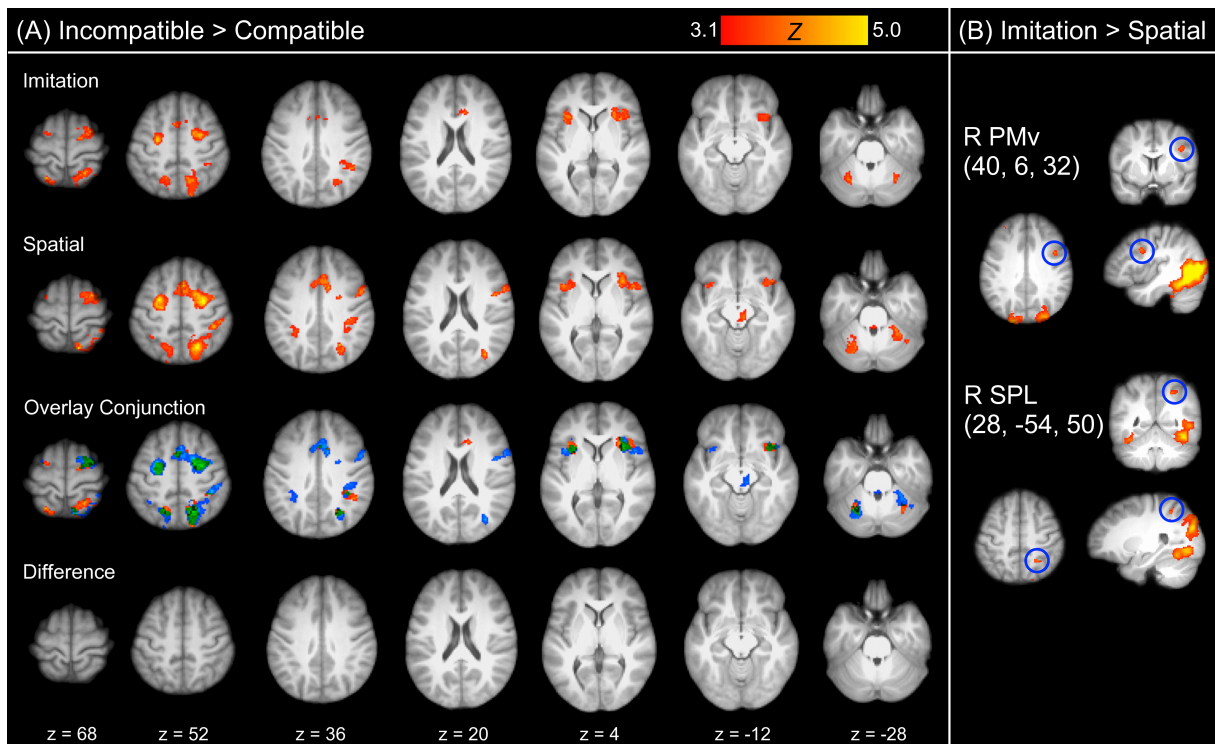 (A) Incompatible > Compatible
3.1 Z 5.0
(B) Imitation > Spatial
Imitation
Spatial
Overlay Conjunction
Difference
z = 68 z = 52 z = 36 z = 20 z = 4 z = -12 z = -28
R PMv
(40, 6, 32)
R SPL
(28, -54, 50)